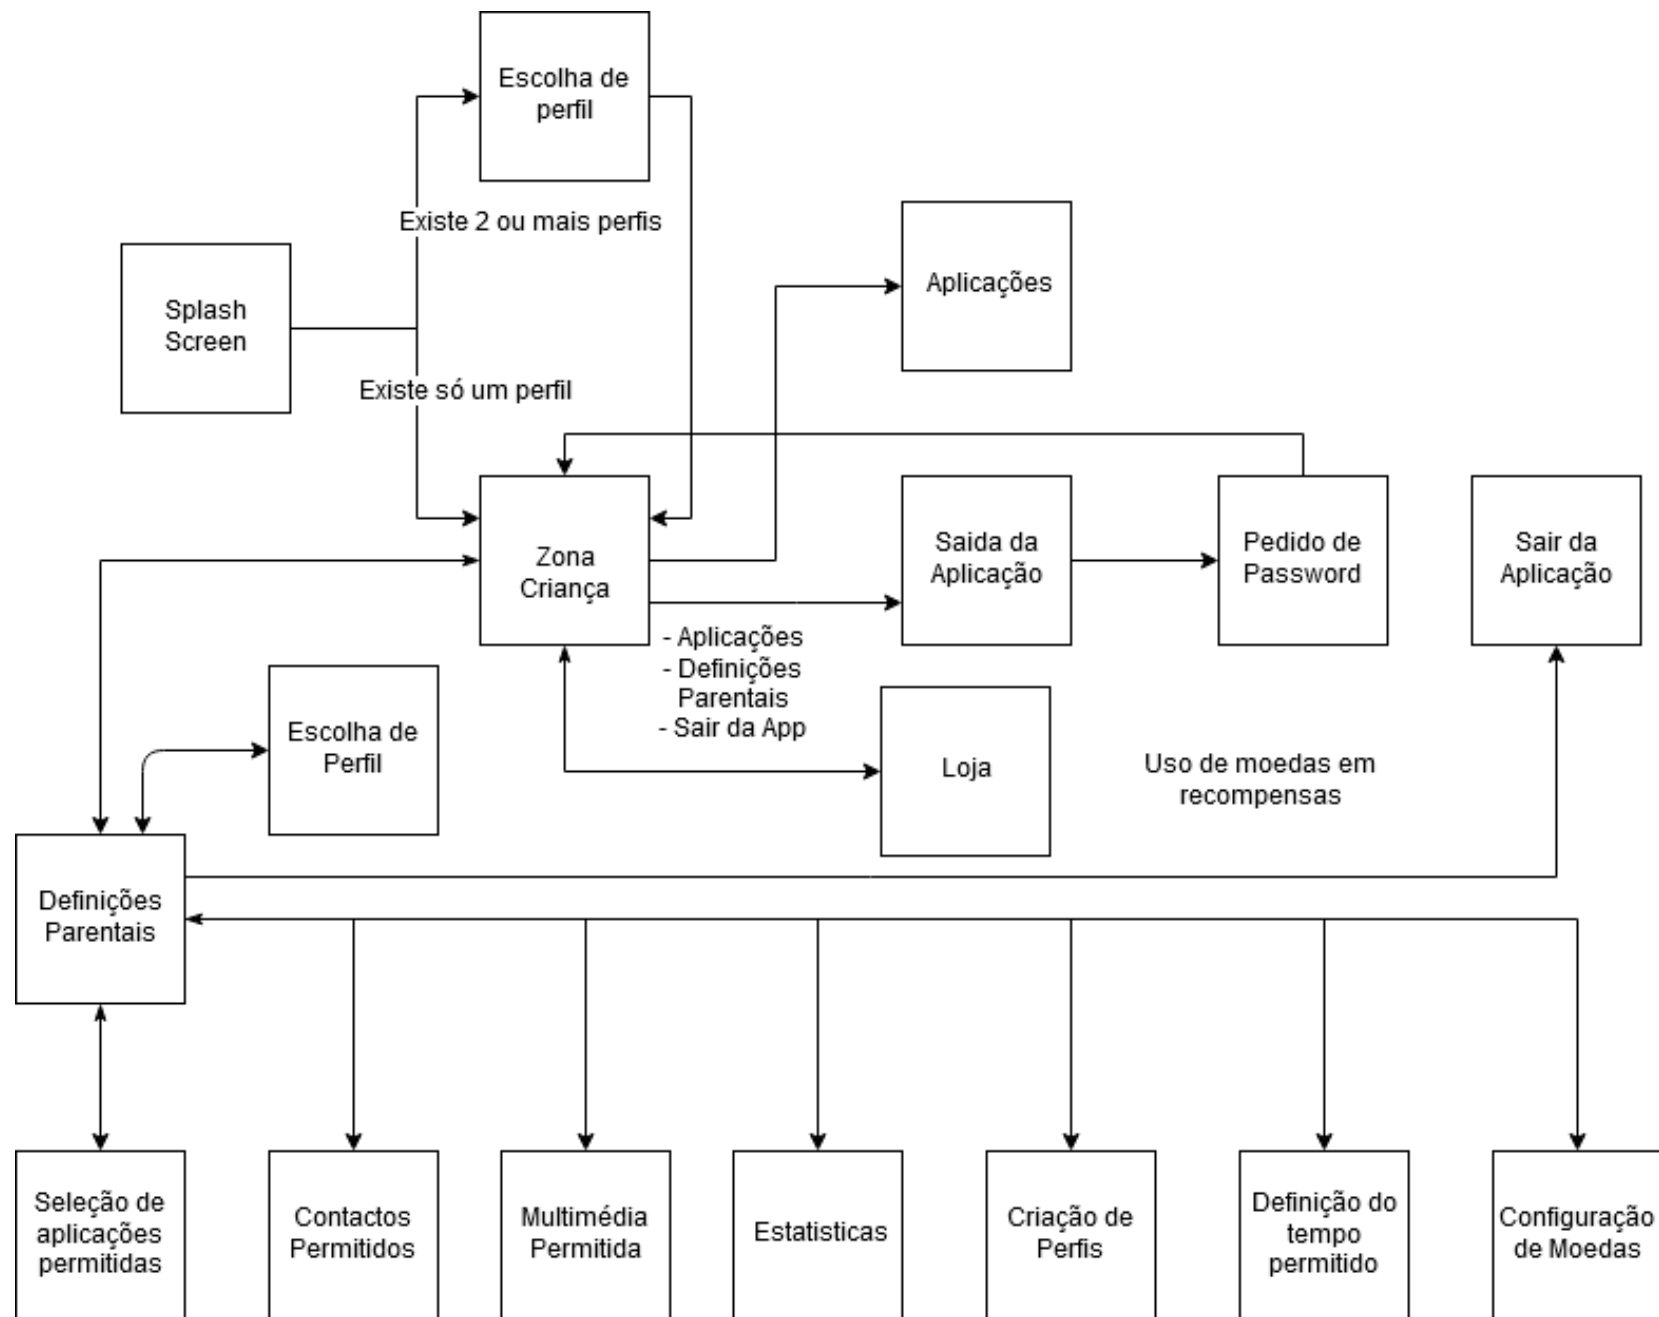 Escolha de
perfil
Existe 2 ou mais perfis
Splash
Screen
Aplicações
Existe só um perfil
Zona
Criança
Saida da
Aplicação
Pedido de
Password
Sair da
Aplicação
- Aplicações
- Definições
Parentais
- Sair da App
Escolha de
Perfil
Loja
Uso de moedas em
recompensas
Definições
Parentais
Seleção de
aplicações
permitidas
Contactos
Permitidos
Multimédia
Permitida
Estatisticas
Criação de
Perfis
Definição do
tempo
permitido
Configuração
de Moedas